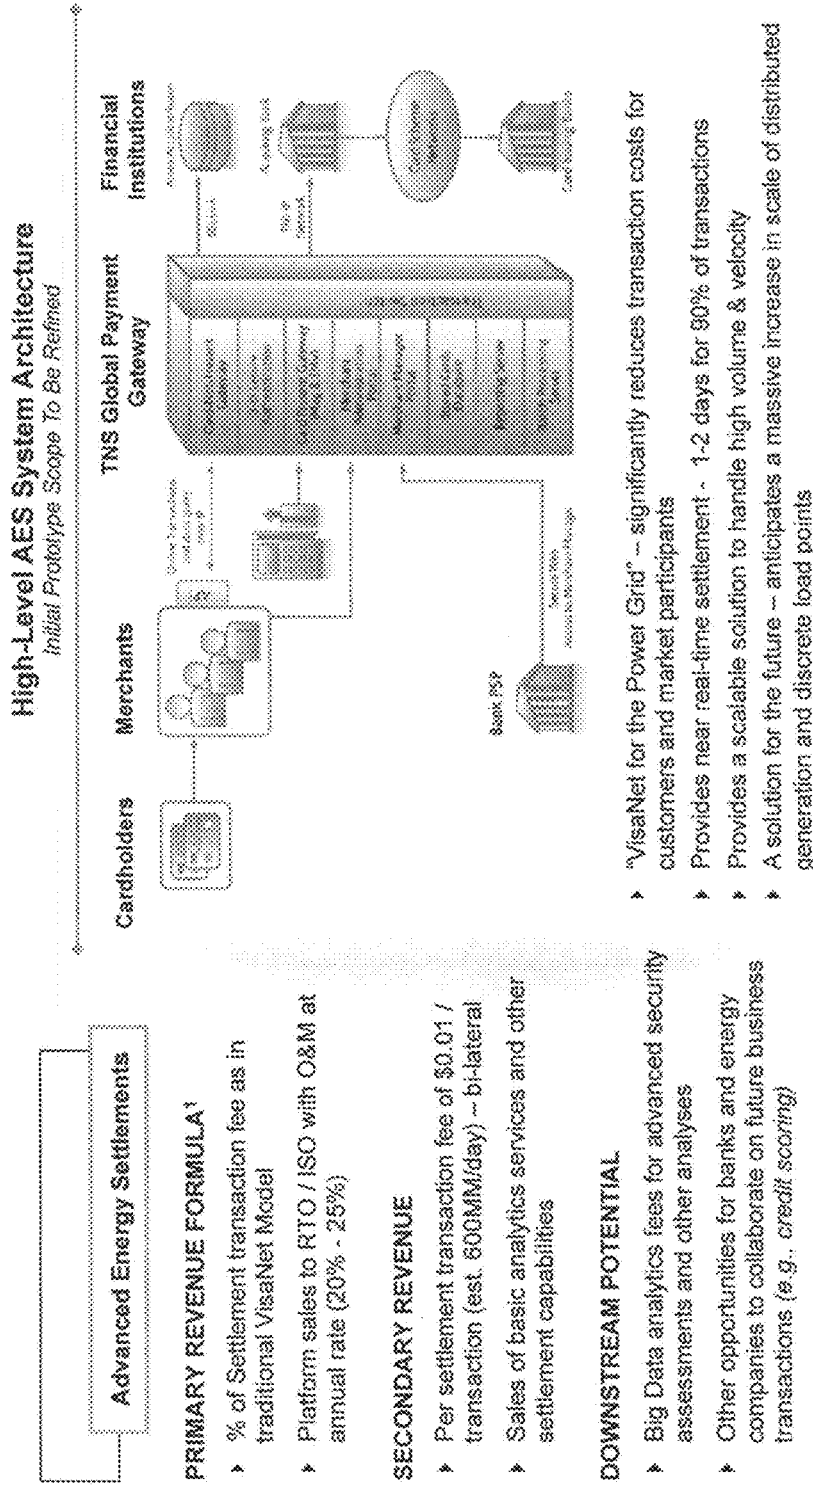 High-Level AES System Architecture
Initial Prototype Scope To Be Refined
Advanced Energy Settlements
PRIMARY REVENUE FORMULA¹
% of Settlement transaction fee as in
traditional VisaNet Model
Platform sales to RTO / ISO with O&M at
annual rate (20% - 25%)
SECONDARY REVENUE
Per settlement transaction fee of $0.01 /
transaction (est. 600MM/day) – bi-lateral
Sales of basic analytics services and other
settlement capabilities
DOWNSTREAM POTENTIAL
Big Data analytics fees for advanced security
assessments and other analyses
Other opportunities for banks and energy
companies to collaborate on future business
transactions (e.g., credit scoring)
Cardholders
Merchants
TNS Global Payment
Gateway
Financial
Institutions
Bank PSP
"VisaNet for the Power Grid" – significantly reduces transaction costs for
customers and market participants
Provides near real-time settlement - 1-2 days for 90% of transactions
Provides a scalable solution to handle high volume & velocity
A solution for the future – anticipates a massive increase in scale of distributed
generation and discrete load points